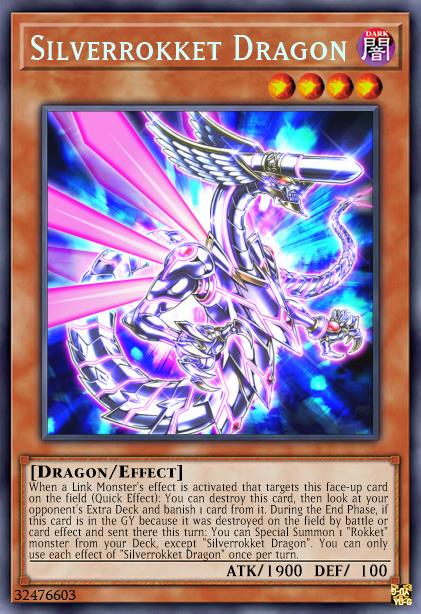 Silverrokket Dragon
DARK
闇
[Dragon/Effect]
When a Link Monster's effect is activated that targets this face-up card
on the field (Quick Effect): You can destroy this card, then look at your
opponent's Extra Deck and banish 1 card from it. During the End Phase, if
this card is in the GY because it was destroyed on the field by battle or
card effect and sent there this turn: You can Special Summon 1 "Rokket"
monster from your Deck, except "Silverrokket Dragon". You can only
use each effect of "Silverrokket Dragon" once per turn.
ATK/1900 DEF/ 100
32476603